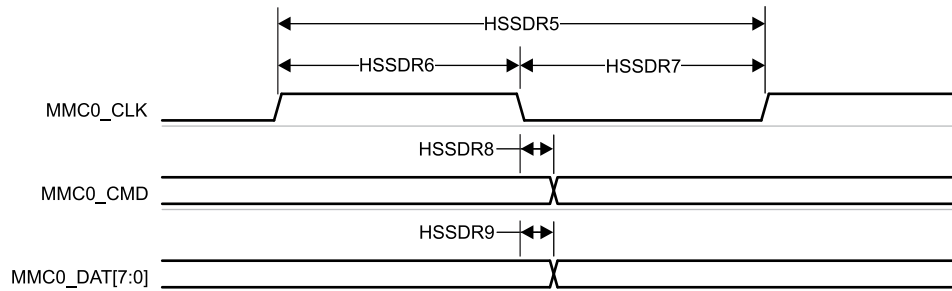 HSSDR5
HSSDR6 HSSDR7
MMC0_CLK
HSSDR8
MMC0_CMD
HSSDR9
MMC0_DAT[7:0]